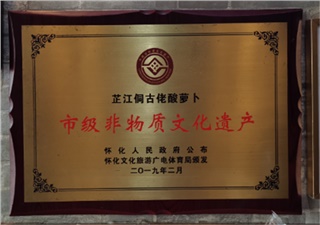 芷江侗古佬酸萝卜
市级非物质文化遗产
怀化人民政府公布
怀化文化旅游广电体育局颁发
二〇一九年二月